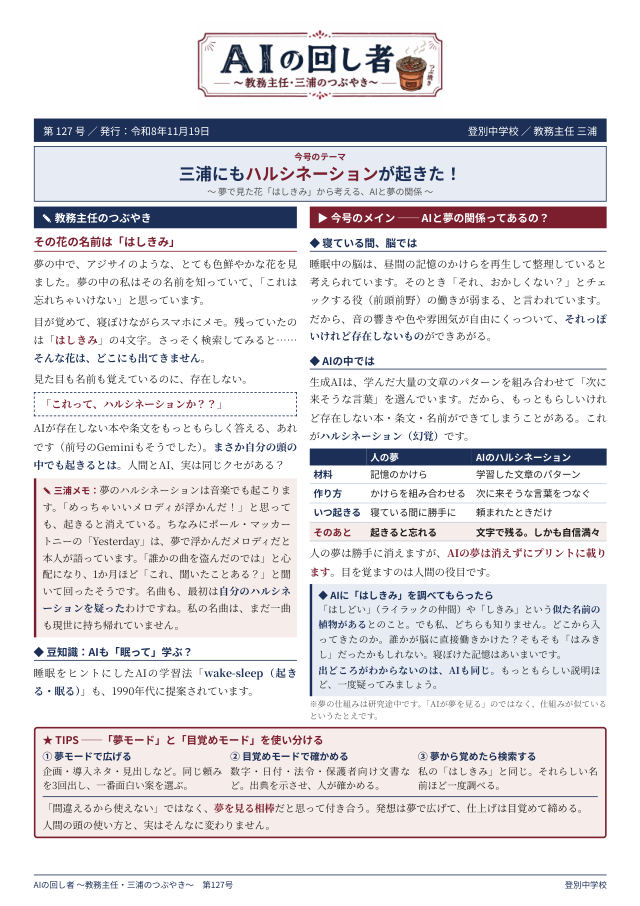 AIの回し者
～教務主任・三浦のつぶやき～
つぶ焼き
第 127 号 ／ 発行：令和8年11月19日
登別中学校 ／ 教務主任 三浦
今号のテーマ
三浦にもハルシネーションが起きた！
～ 夢で見た花「はしきみ」から考える、AIと夢の関係 ～
教務主任のつぶやき
その花の名前は「はしきみ」
夢の中で、アジサイのような、とても色鮮やかな花を見
ました。夢の中の私はその名前を知っていて、「これは
忘れちゃいけない」と思っています。
目が覚めて、寝ぼけながらスマホにメモ。残っていたの
は「はしきみ」の4文字。さっそく検索してみると……
そんな花は、どこにも出てきません。
見た目も名前も覚えているのに、存在しない。
「これって、ハルシネーションか？？」
AIが存在しない本や条文をもっともらしく答える、あれ
です（前号のGeminiもそうでした）。まさか自分の頭の
中でも起きるとは。人間とAI、実は同じクセがある？
三浦メモ：夢のハルシネーションは音楽でも起こりま
す。「めっちゃいいメロディが浮かんだ！」と思って
も、起きると消えている。ちなみにポール・マッカー
トニーの「Yesterday」は、夢で浮かんだメロディだと
本人が語っています。「誰かの曲を盗んだのでは」と心
配になり、1か月ほど「これ、聞いたことある？」と聞
いて回ったそうです。名曲も、最初は自分のハルシネ
ーションを疑ったわけですね。私の名曲は、まだ一曲
も現世に持ち帰れていません。
◆ 豆知識：AIも「眠って」学ぶ？
睡眠をヒントにしたAIの学習法「wake-sleep（起き
る・眠る）」も、1990年代に提案されています。
▶ 今号のメイン ── AIと夢の関係ってあるの？
◆ 寝ている間、脳では
睡眠中の脳は、昼間の記憶のかけらを再生して整理していると
考えられています。そのとき「それ、おかしくない？」とチェ
ックする役（前頭前野）の働きが弱まる、と言われています。
だから、音の響きや色や雰囲気が自由にくっついて、それっぽ
いけれど存在しないものができあがる。
◆ AIの中では
生成AIは、学んだ大量の文章のパターンを組み合わせて「次に
来そうな言葉」を選んでいます。だから、もっともらしいけれ
ど存在しない本・条文・名前ができてしまうことがある。これ
がハルシネーション（幻覚）です。
人の夢 AIのハルシネーション
材料 記憶のかけら 学習した文章のパターン
作り方 かけらを組み合わせる 次に来そうな言葉をつなぐ
いつ起きる 寝ている間に勝手に 頼まれたときだけ
そのあと 起きると忘れる 文字で残る。しかも自信満々
人の夢は勝手に消えますが、AIの夢は消えずにプリントに載り
ます。目を覚ますのは人間の役目です。
◆ AIに「はしきみ」を調べてもらったら
「はしどい」（ライラックの仲間）や「しきみ」という似た名前の
植物があるとのこと。でも私、どちらも知りません。どこから入
ってきたのか。誰かが脳に直接働きかけた？そもそも「はみき
し」だったかもしれない。寝ぼけた記憶はあいまいです。
出どころがわからないのは、AIも同じ。もっともらしい説明ほ
ど、一度疑ってみましょう。
※夢の仕組みは研究途中です。「AIが夢を見る」のではなく、仕組みが似ている
というたとえです。
★ TIPS ── 「夢モード」と「目覚めモード」を使い分ける
① 夢モードで広げる
企画・導入ネタ・見出しなど。同じ頼み
を3回出し、一番面白い案を選ぶ。
② 目覚めモードで確かめる
数字・日付・法令・保護者向け文書な
ど。出典を示させ、人が確かめる。
③ 夢から覚めたら検索する
私の「はしきみ」と同じ。それらしい名
前ほど一度調べる。
「間違えるから使えない」ではなく、夢を見る相棒だと思って付き合う。発想は夢で広げて、仕上げは目覚めて締める。
人間の頭の使い方と、実はそんなに変わりません。
AIの回し者 ～教務主任・三浦のつぶやき～　第127号
登別中学校